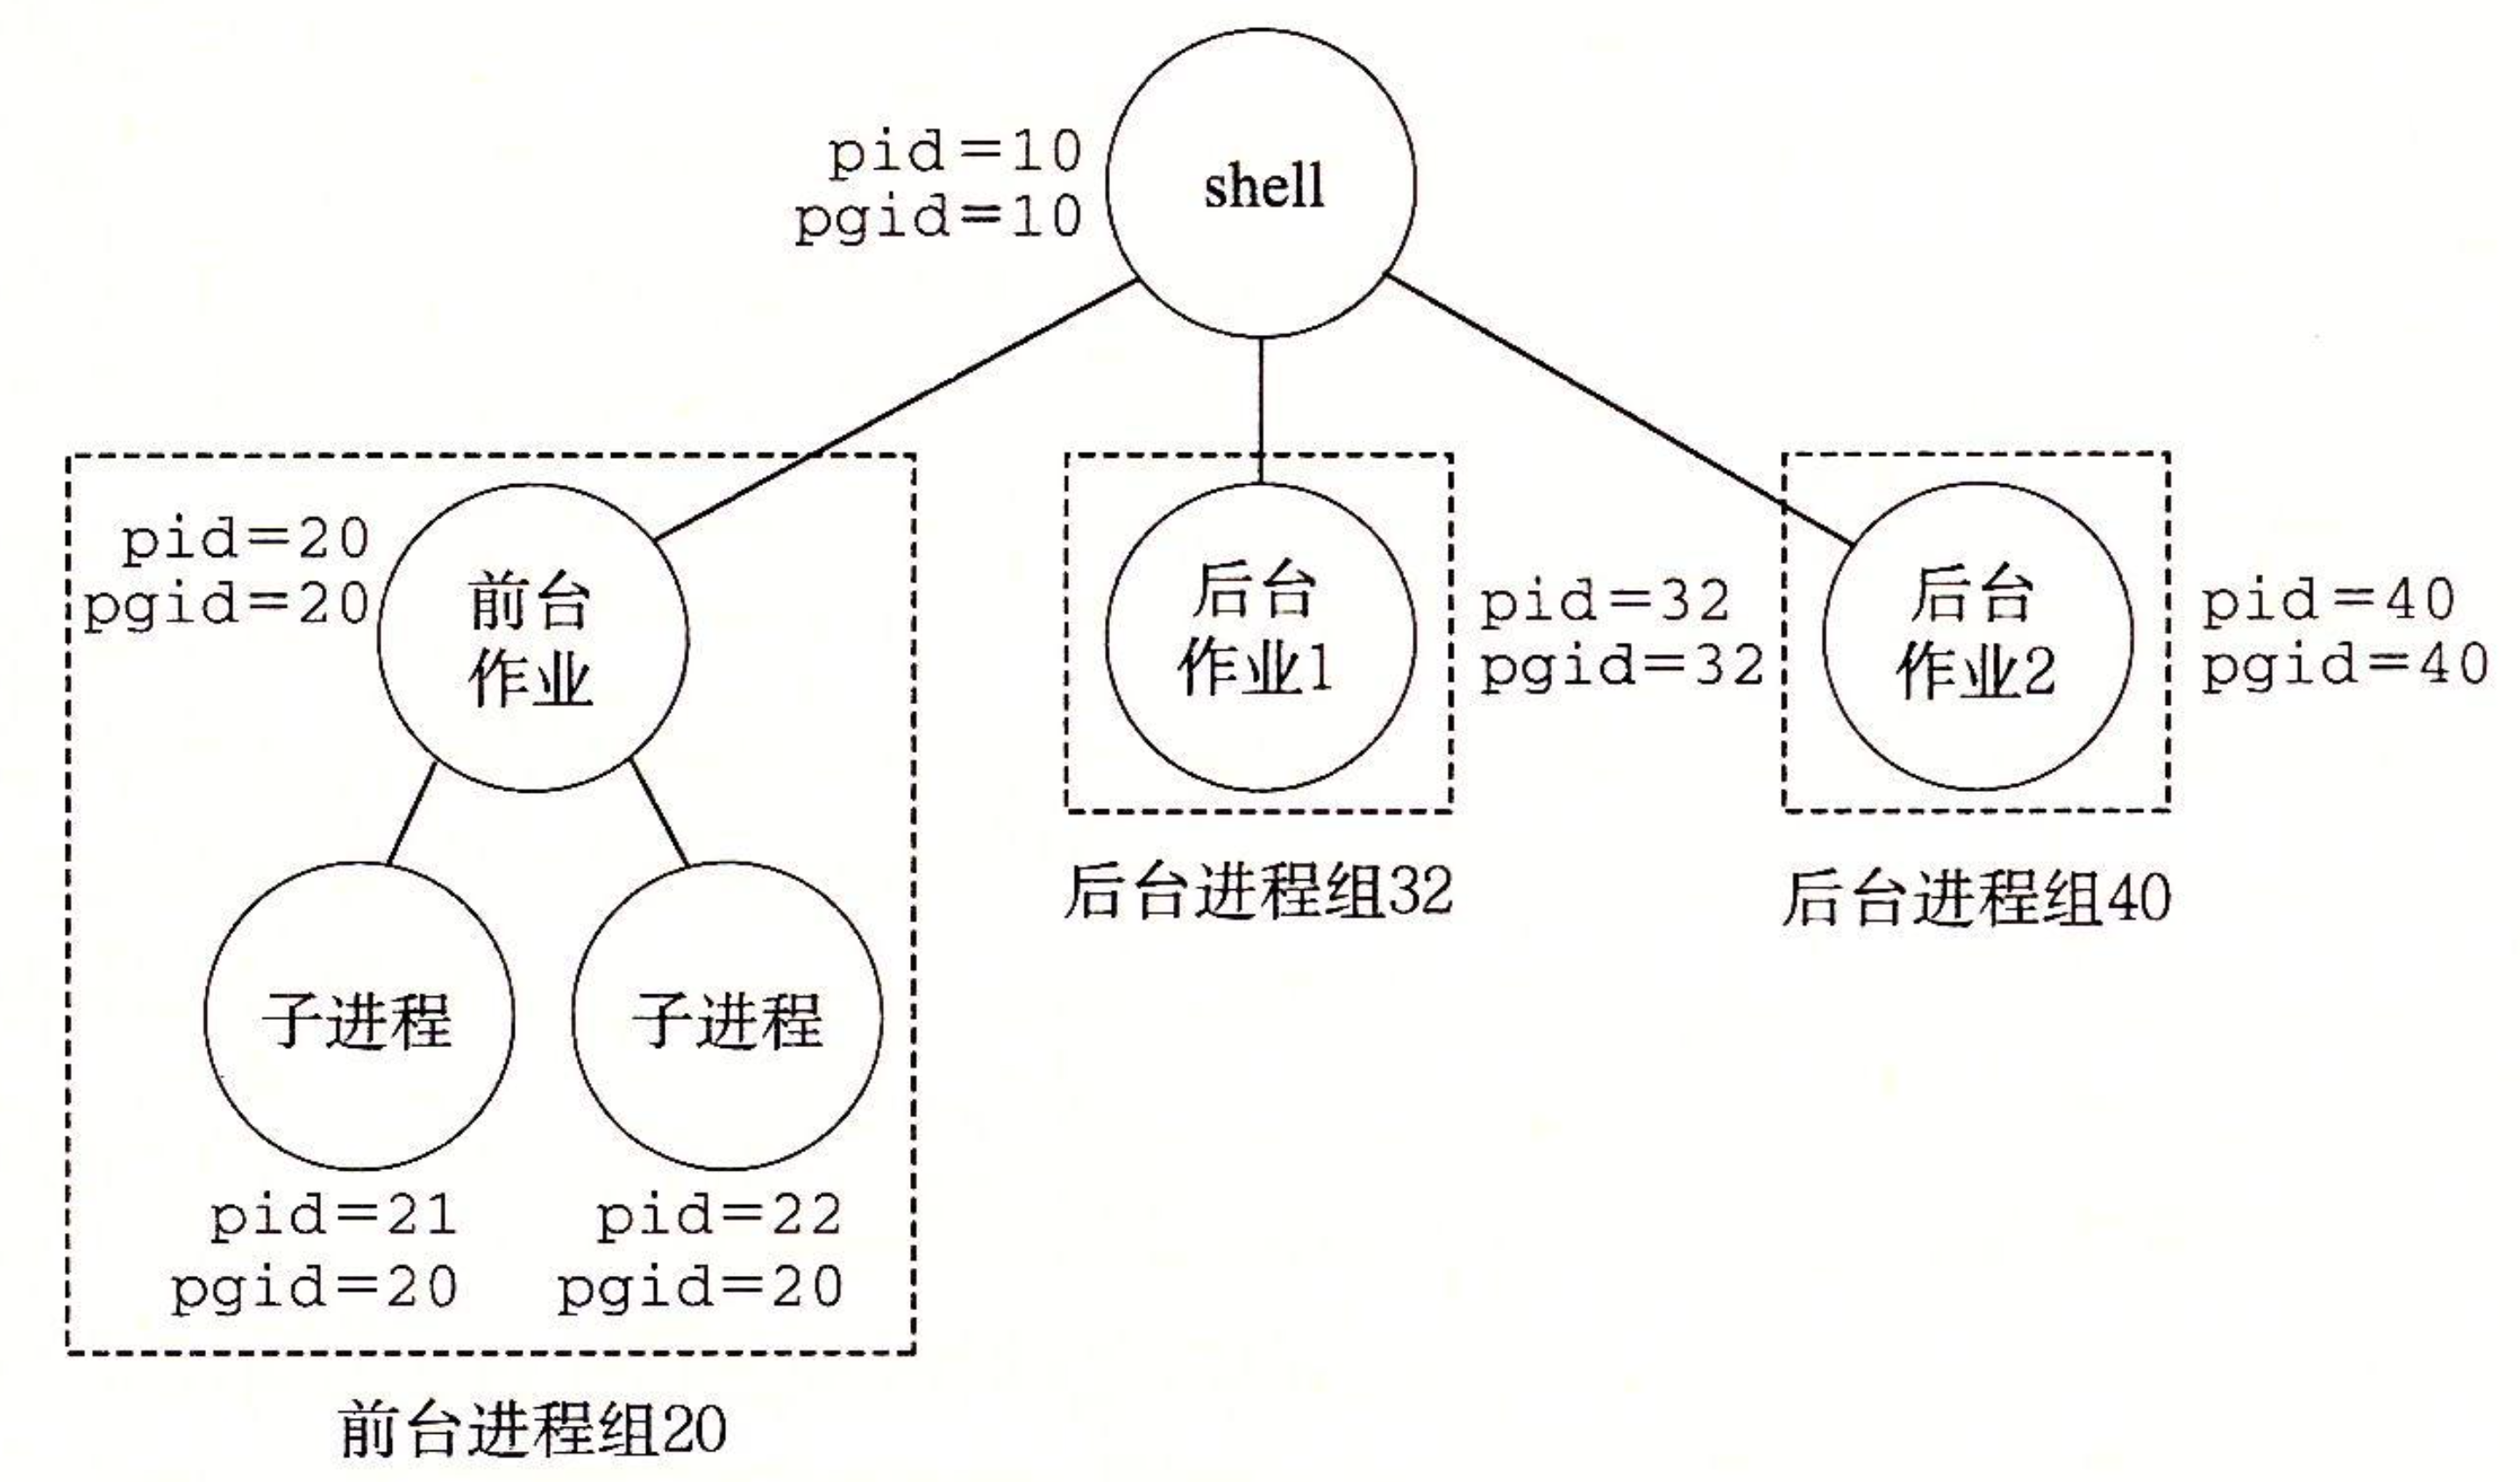 pid=10
pgid=10
shell
pid=20
pgid=20
前台
作业
后台
作业1
pid=32
pgid=32
后台
作业2
pid=40
pgid=40
后台进程组32
后台进程组40
子进程
子进程
pid=21
pgid=20
pid=22
pgid=20
前台进程组20